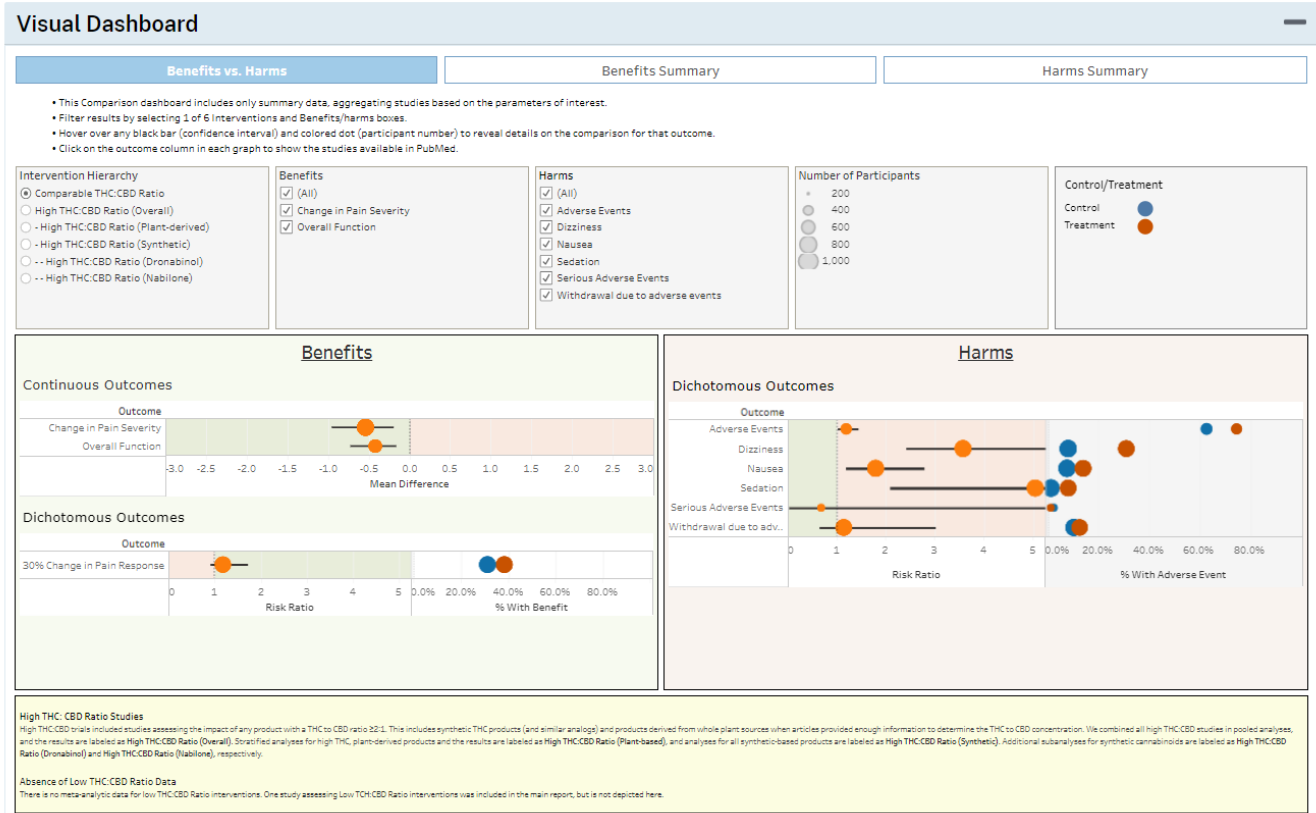 Visual Dashboard
Benefits vs. Harms
Benefits Summary
Harms Summary
• This Comparison dashboard includes only summary data, aggregating studies based on the parameters of interest.
• Filter results by selecting 1 of 6 Interventions and Benefits/harms boxes.
• Hover over any black bar (confidence interval) and colored dot (participant number) to reveal details on the comparison for that outcome.
• Click on the outcome column in each graph to show the studies available in PubMed.
Intervention Hierarchy
Comparable THC:CBD Ratio
High THC:CBD Ratio (Overall)
- High THC:CBD Ratio (Plant-derived)
- High THC:CBD Ratio (Synthetic)
- - High THC:CBD Ratio (Dronabinol)
- - High THC:CBD Ratio (Nabilone)
Benefits
(All)
Change in Pain Severity
Overall Function
Harms
(All)
Adverse Events
Dizziness
Nausea
Sedation
Serious Adverse Events
Withdrawal due to adverse events
Number of Participants
200
400
600
800
1,000
Control/Treatment
Control
Treatment
Benefits
Continuous Outcomes
Outcome
Change in Pain Severity
Overall Function
-3.0 -2.5 -2.0 -1.5 -1.0 -0.5 0.0 0.5 1.0 1.5 2.0 2.5 3.0
Mean Difference
Dichotomous Outcomes
Outcome
30% Change in Pain Response
0 1 2 3 4 5 0.0% 20.0% 40.0% 60.0% 80.0%
Risk Ratio % With Benefit
Harms
Dichotomous Outcomes
Outcome
Adverse Events
Dizziness
Nausea
Sedation
Serious Adverse Events
Withdrawal due to adv..
0 1 2 3 4 5 0.0% 20.0% 40.0% 60.0% 80.0%
Risk Ratio % With Adverse Event
High THC: CBD Ratio Studies
High THC:CBD trials included studies assessing the impact of any product with a THC to CBD ratio ≥2:1. This includes synthetic THC products (and similar analogs) and products derived from whole plant sources when articles provided enough information to determine the THC to CBD concentration. We combined all high THC:CBD studies in pooled analyses,
and the results are labeled as High THC:CBD Ratio (Overall). Stratified analyses for high THC, plant-derived products and the results are labeled as High THC:CBD Ratio (Plant-based), and analyses for all synthetic-based products are labeled as High THC:CBD Ratio (Synthetic). Additional subanalyses for synthetic cannabinoids are labeled as High THC:CBD
Ratio (Dronabinol) and High THC:CBD Ratio (Nabilone), respectively.
Absence of Low THC:CBD Ratio Data
There is no meta-analytic data for low THC:CBD Ratio interventions. One study assessing Low TCH:CBD Ratio interventions was included in the main report, but is not depicted here.